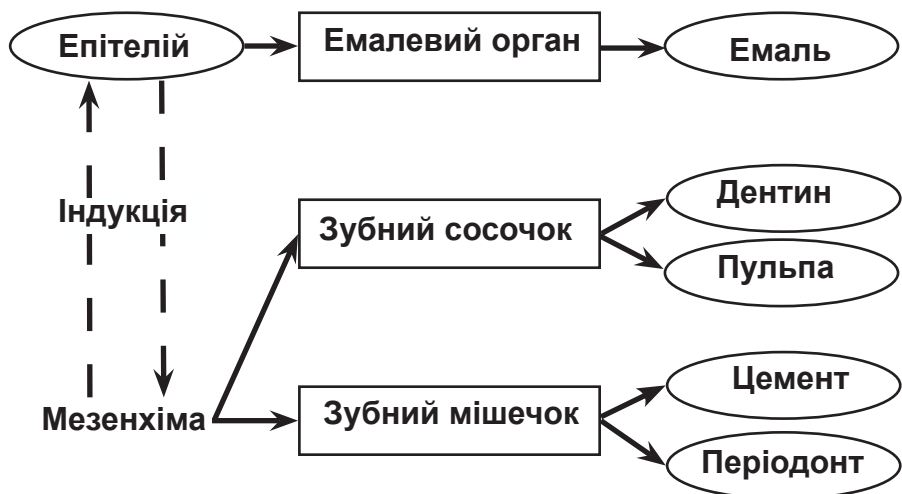 Епітелій
Емалевий орган
Емаль
Індукція
Зубний сосочок
Дентин
Пульпа
Мезенхіма
Зубний мішечок
Цемент
Періодонт